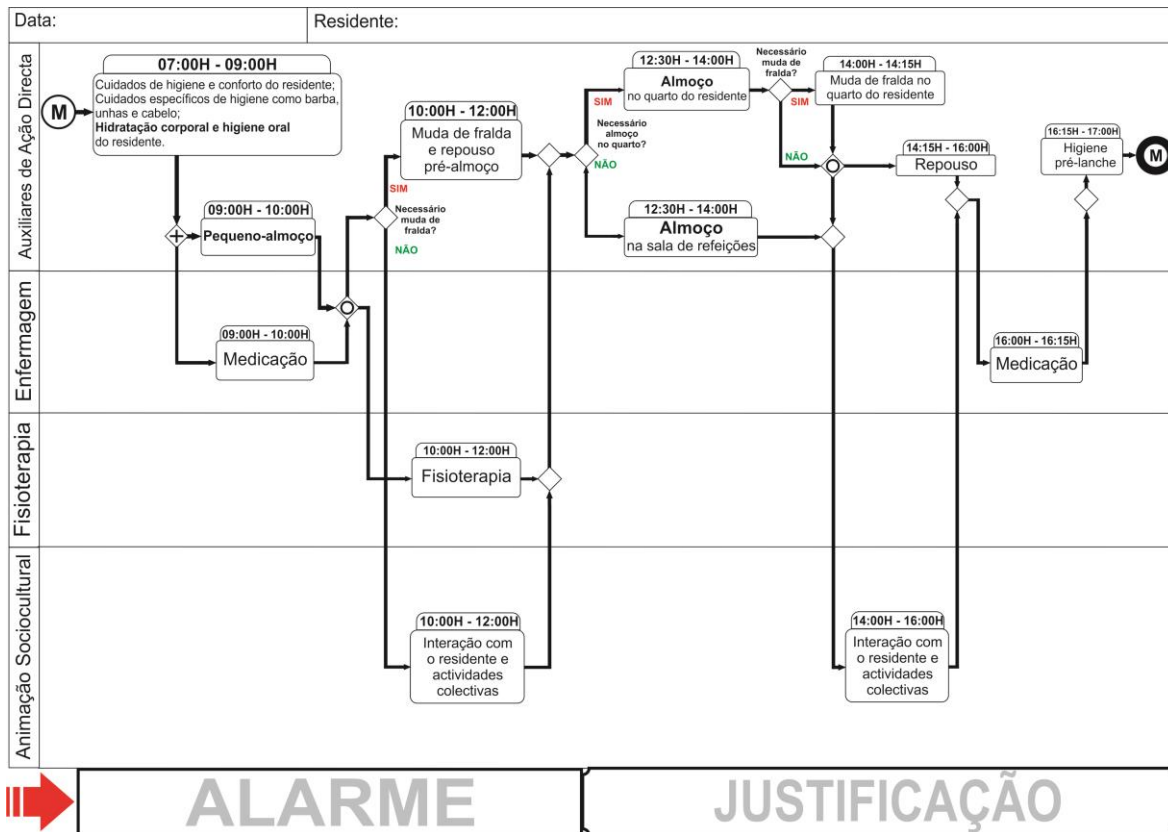 Data:
Residente:
Auxiliares de Ação Directa
M
07:00H - 09:00H
Cuidados de higiene e conforto do residente;
Cuidados específicos de higiene como barba,
unhas e cabelo;
Hidratação corporal e higiene oral
do residente.
09:00H - 10:00H
Pequeno-almoço
10:00H - 12:00H
Muda de fralda
e repouso
pré-almoço
SIM
Necessário
muda de
fralda?
NÃO
12:30H - 14:00H
Almoço
no quarto do residente
SIM
Necessário
almoço
no quarto?
NÃO
12:30H - 14:00H
Almoço
na sala de refeições
Necessário
muda de
fralda?
SIM
NÃO
14:00H - 14:15H
Muda de fralda no
quarto do residente
14:15H - 16:00H
Repouso
16:15H - 17:00H
Higiene
pré-lanche
M
Enfermagem
09:00H - 10:00H
Medicação
16:00H - 16:15H
Medicação
Fisioterapia
10:00H - 12:00H
Fisioterapia
Animação Sociocultural
10:00H - 12:00H
Interação com
o residente e
actividades
colectivas
14:00H - 16:00H
Interação com
o residente e
actividades
colectivas
ALARME
JUSTIFICAÇÃO